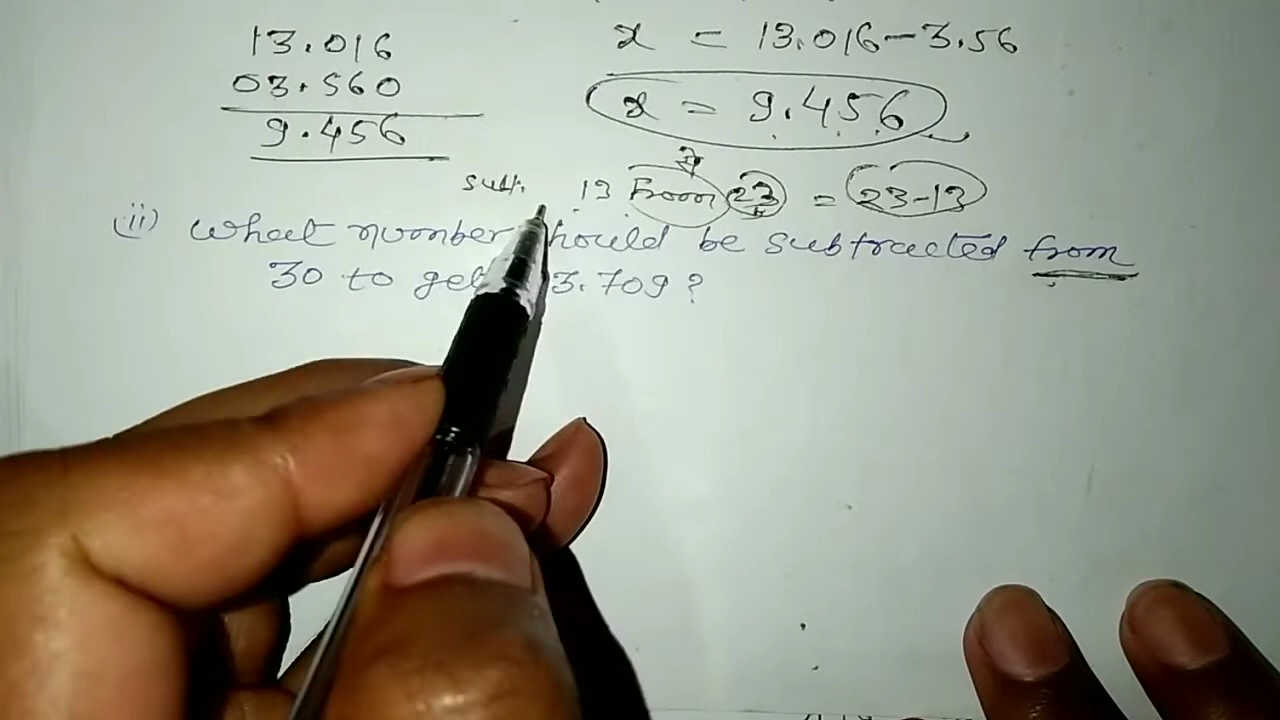 13.016
03.560
9.456
x = 13.016-3.56
x = 9.456
sub. 13 From 23 = 23-13
(ii) What number should be subtracted from
30 to get 3.709?